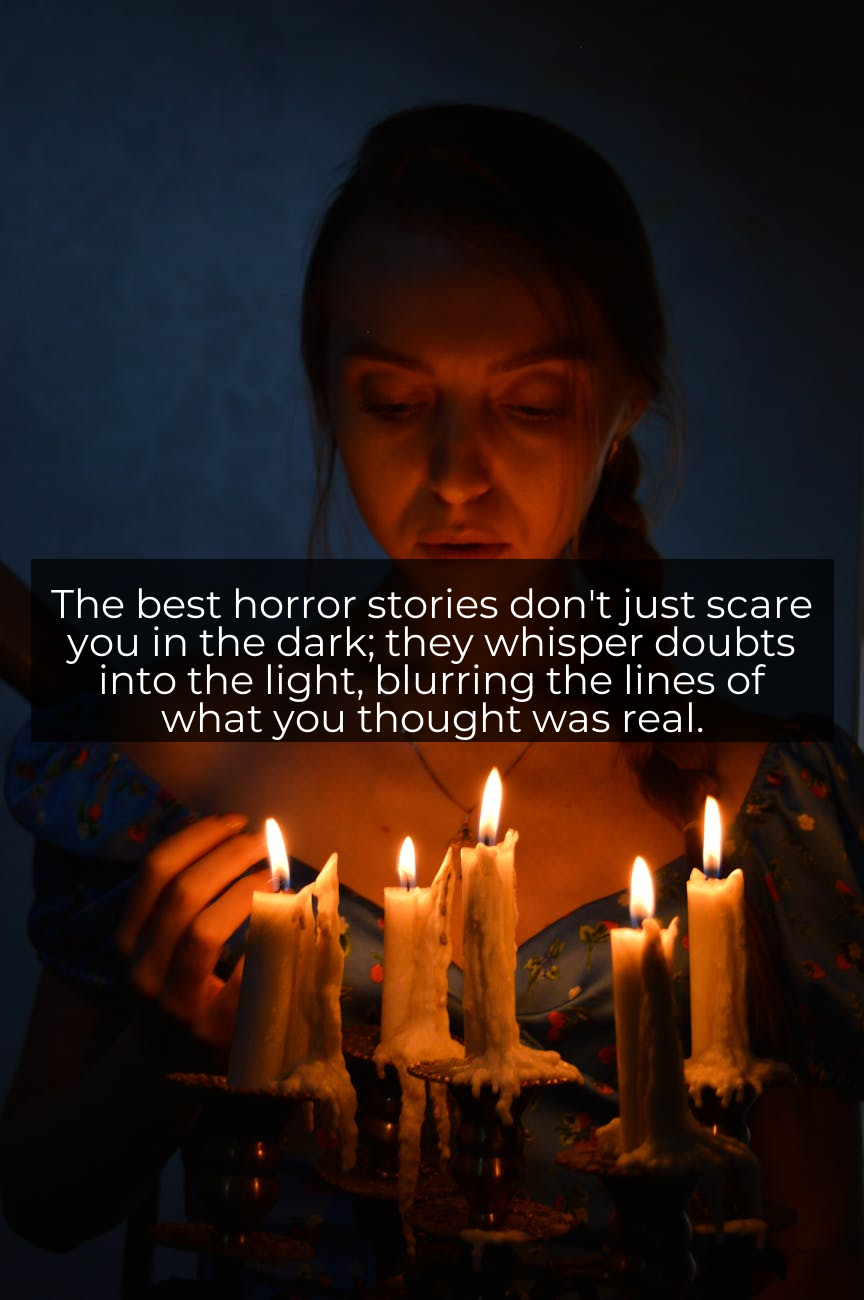 The best horror stories don't just scare
you in the dark; they whisper doubts
into the light, blurring the lines of
what you thought was real.